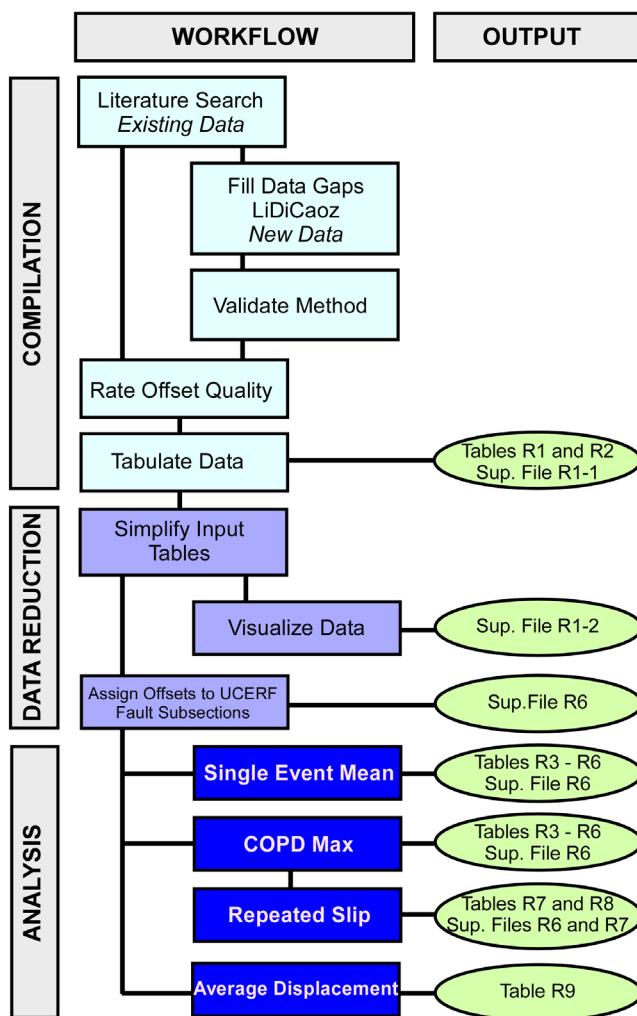 WORKFLOW
OUTPUT
COMPILATION
Literature Search
Existing Data
Fill Data Gaps
LiDiCaoz
New Data
Validate Method
Rate Offset Quality
Tabulate Data
Tables R1 and R2
Sup. File R1-1
DATA REDUCTION
Simplify Input
Tables
Visualize Data
Sup. File R1-2
Assign Offsets to UCERF
Fault Subsections
Sup.File R6
ANALYSIS
Single Event Mean
Tables R3 - R6
Sup. File R6
COPD Max
Tables R3 - R6
Sup. File R6
Repeated Slip
Tables R7 and R8
Sup. Files R6 and R7
Average Displacement
Table R9